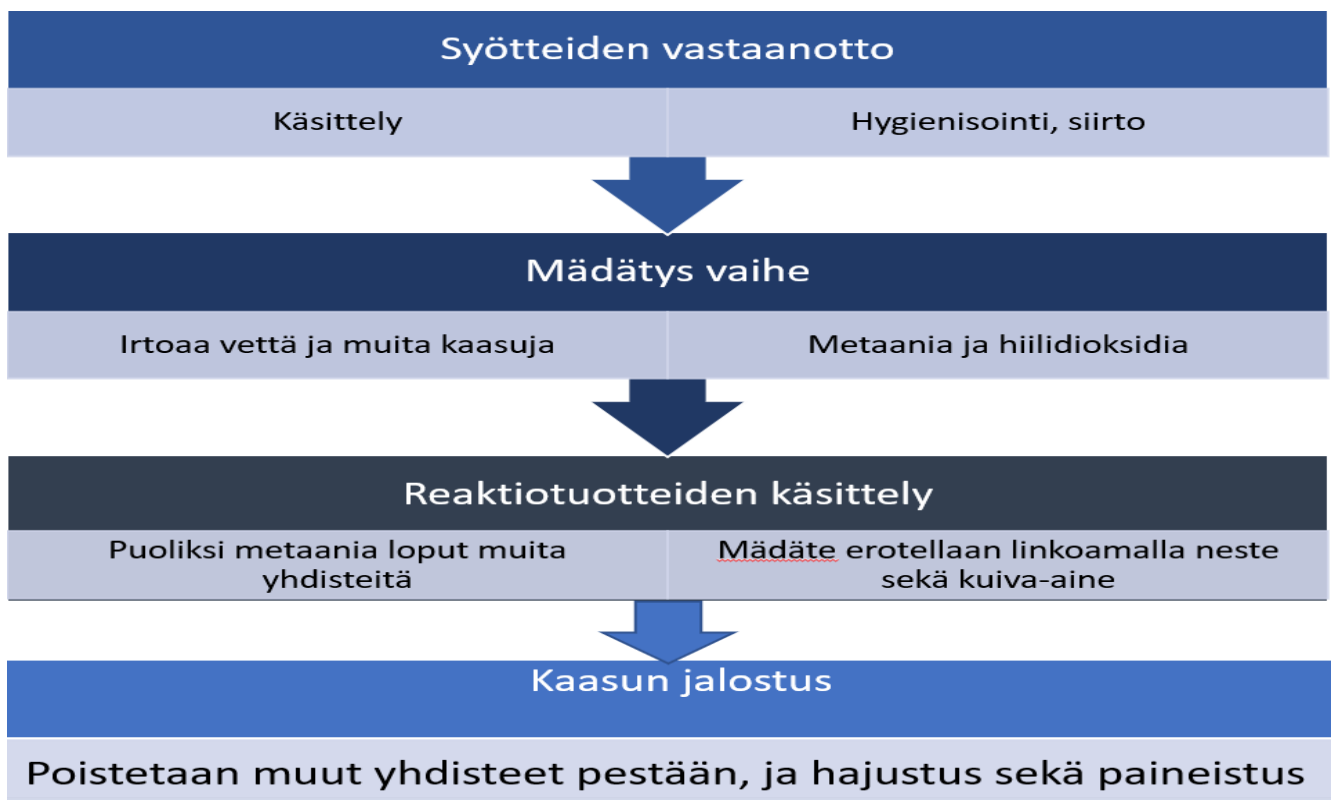 Syötteiden vastaanotto
Käsittely
Hygienisointi, siirto
Mädätys vaihe
Irtoaa vettä ja muita kaasuja
Metaania ja hiilidioksidia
Reaktiotuotteiden käsittely
Puoliksi metaania loput muita
yhdisteitä
Mädäte erotellaan linkoamalla neste
sekä kuiva-aine
Kaasun jalostus
Poistetaan muut yhdisteet pestään, ja hajustus sekä paineistus